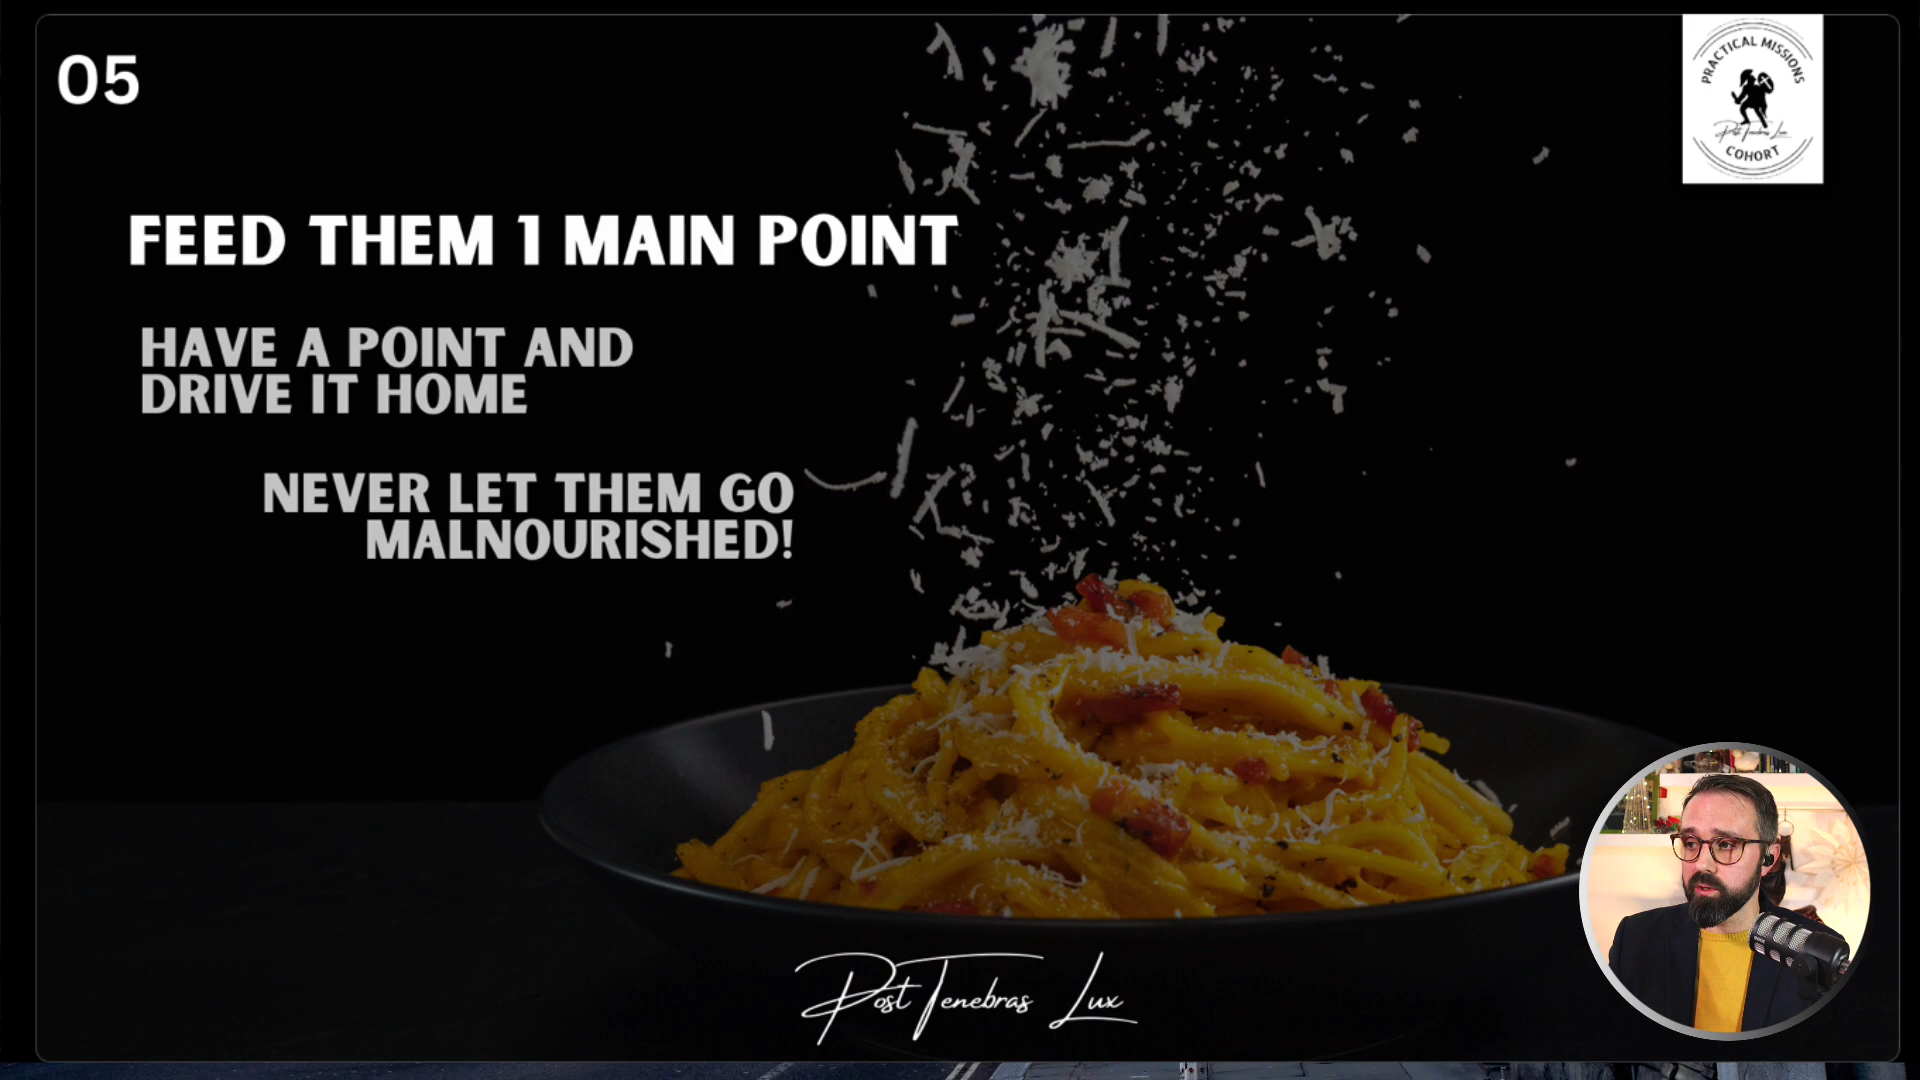 05
PRACTICAL MISSIONS
Post Tenebras Lux
COHORT
FEED THEM 1 MAIN POINT
HAVE A POINT AND
DRIVE IT HOME
NEVER LET THEM GO
MALNOURISHED!
Post Tenebras Lux